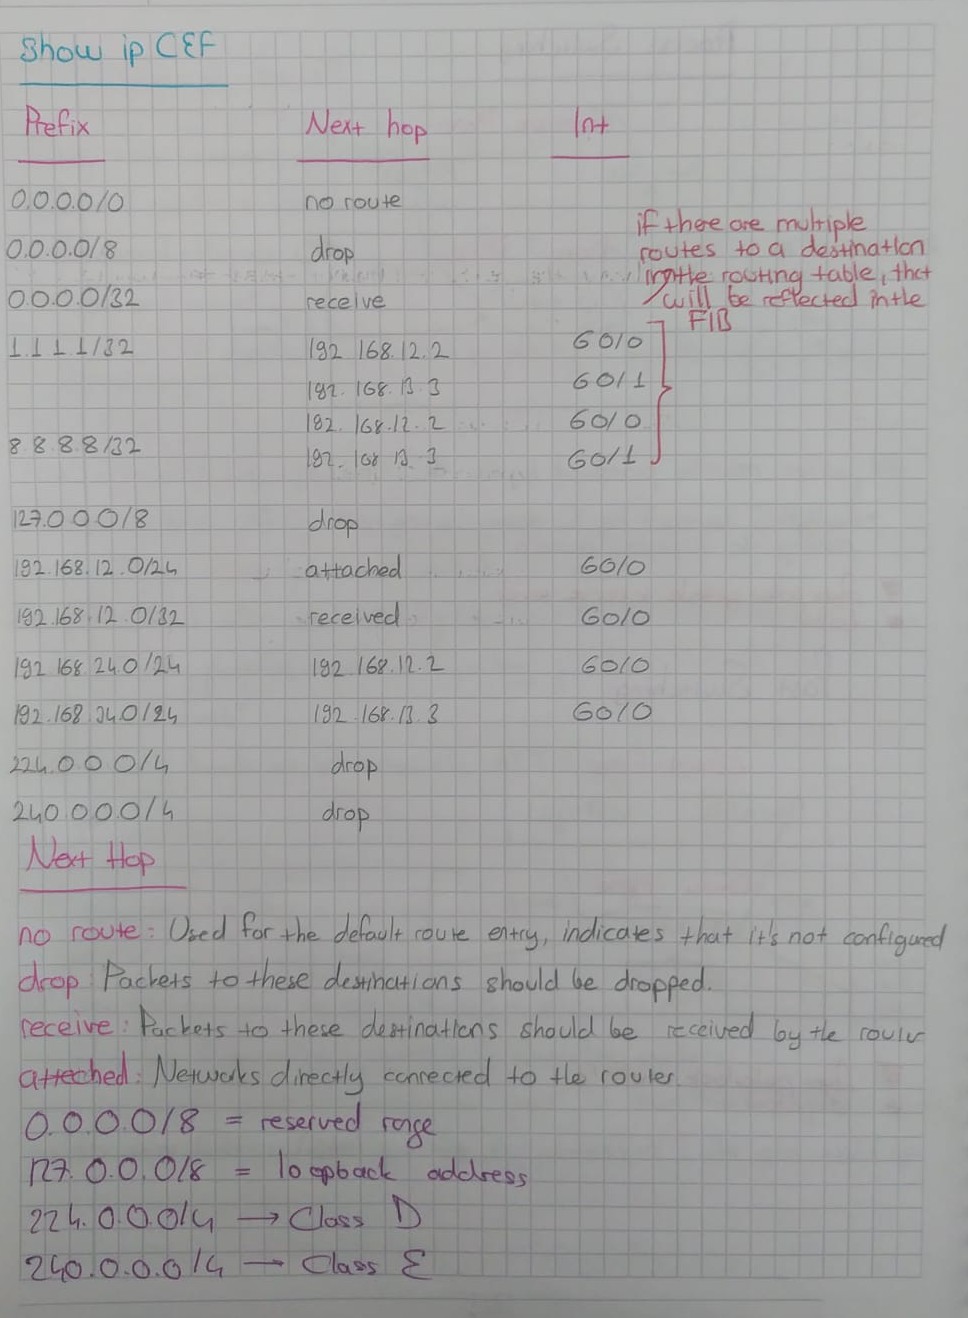 Show ip CEF
Prefix Next hop Int
0.0.0.0/0 no route
if there are multiple
routes to a destination
in the routing table, that
will be reflected in the
FIB
0.0.0.0/8 drop
0.0.0.0/32 receive
1.1.1.1/32 192.168.12.2 G0/0
192.168.13.3 G0/1
8.8.8.8/32 192.168.12.2 G0/0
192.168.13.3 G0/1
127.0.0.0/8 drop
192.168.12.0/24 attached G0/0
192.168.12.0/32 received G0/0
192.168.24.0/24 192.168.12.2 G0/0
192.168.34.0/24 192.168.13.3 G0/0
224.0.0.0/4 drop
240.0.0.0/4 drop
Next Hop
no route: Used for the default route entry, indicates that it's not configured
drop: Packets to these destinations should be dropped.
receive: Packets to these destinations should be received by the router
attached: Networks directly connected to the router.
0.0.0.0/8 = reserved range
127.0.0.0/8 = loopback address
224.0.0.0/4 → Class D
240.0.0.0/4 → Class E